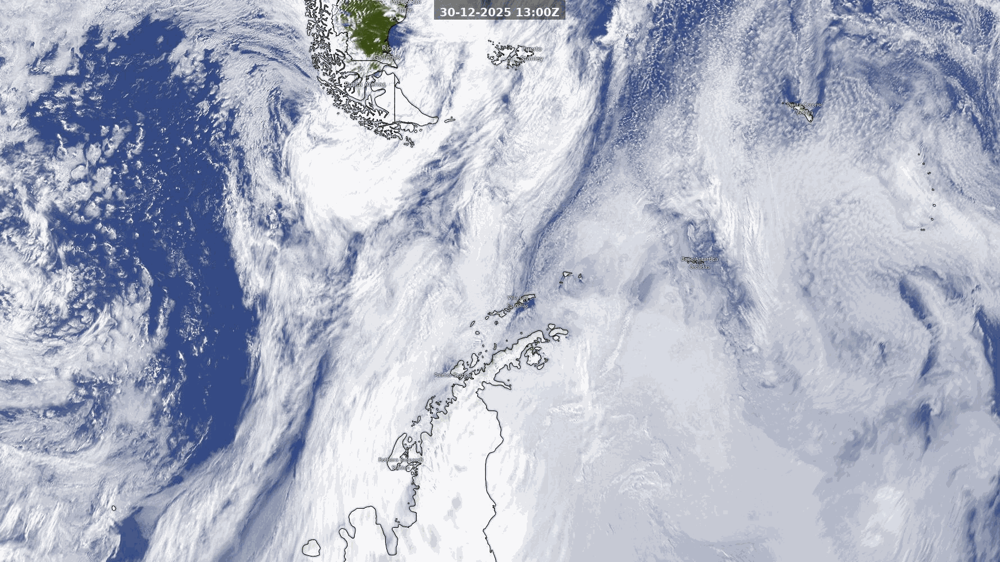 Puerto San
Julián
30-12-2025 13:00Z
Río
Gallegos
Puerto
Stanley
Punta Arenas
Punta Coronel
Zelaya
Base Antártica
Orcadas
Villa Las
Estrellas
Palmer Station
Rothera Research
Station